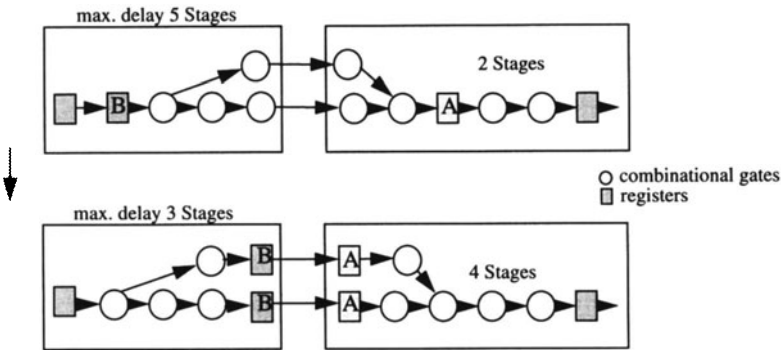 max. delay 5 Stages
2 Stages
B
A
combinational gates
registers
max. delay 3 Stages
B
A
4 Stages
B
A